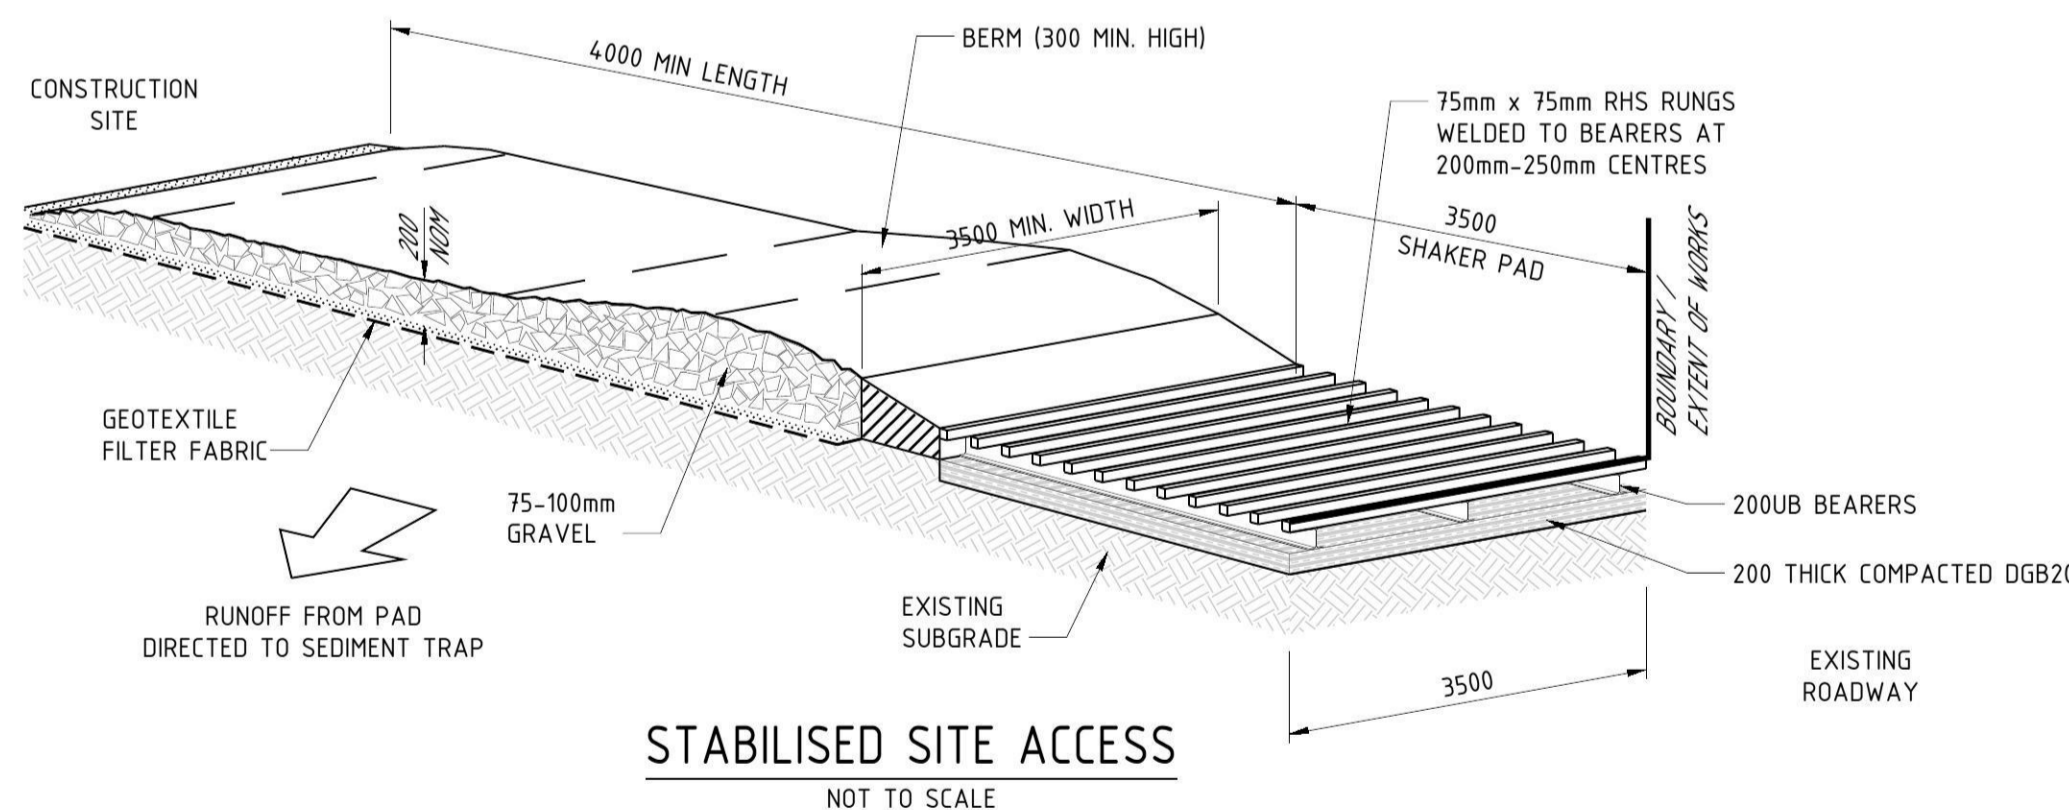 BERM (300 MIN. HIGH)
4000 MIN LENGTH
CONSTRUCTION
SITE
75mm x 75mm RHS RUNGS
WELDED TO BEARERS AT
200mm-250mm CENTRES
3500 MIN. WIDTH
3500
SHAKER PAD
200
NOM
BOUNDARY /
EXTENT OF WORKS
GEOTEXTILE
FILTER FABRIC
75-100mm
GRAVEL
200UB BEARERS
200 THICK COMPACTED DGB20
RUNOFF FROM PAD
DIRECTED TO SEDIMENT TRAP
EXISTING
SUBGRADE
EXISTING
ROADWAY
3500
STABILISED SITE ACCESS
NOT TO SCALE